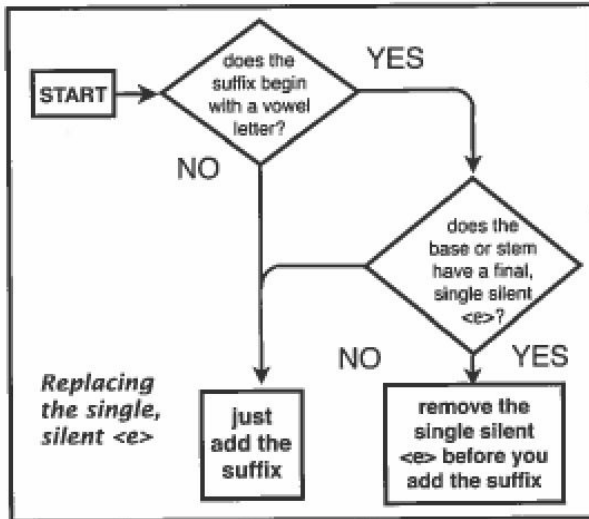 START
does the
suffix begin
with a vowel
letter?
YES
NO
does the
base or stem
have a final,
single silent
<e>?
NO
YES
Replacing
the single,
silent <e>
just
add the
suffix
remove the
single silent
<e> before you
add the suffix